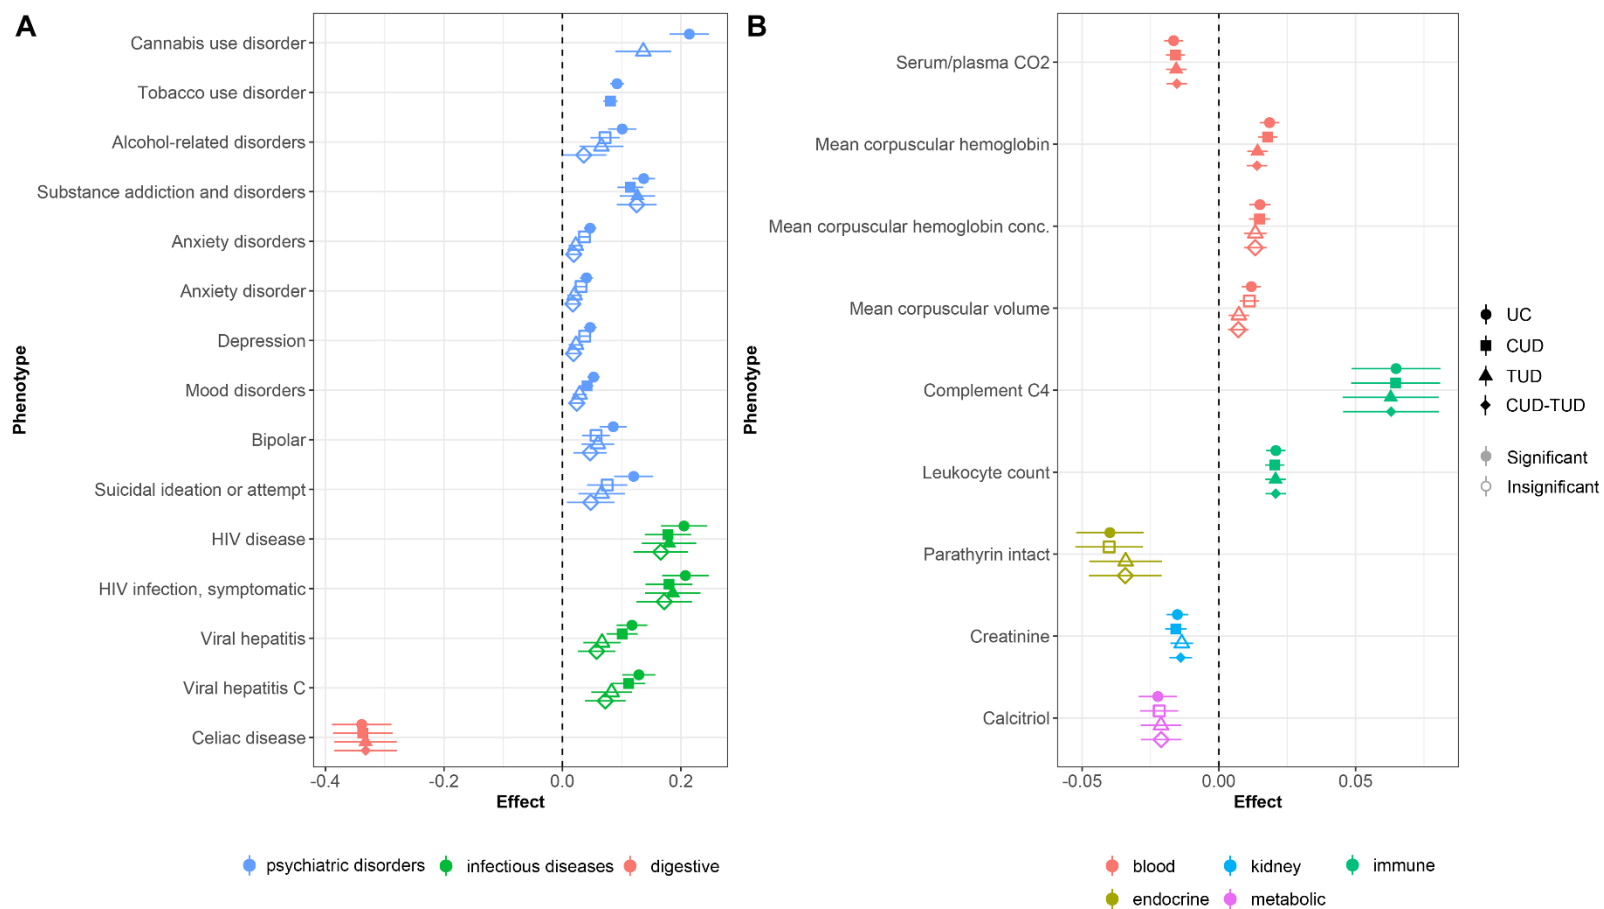 A
Cannabis use disorder
Tobacco use disorder
Alcohol-related disorders
Substance addiction and disorders
Anxiety disorders
Anxiety disorder
Depression
Mood disorders
Bipolar
Suicidal ideation or attempt
HIV disease
HIV infection, symptomatic
Viral hepatitis
Viral hepatitis C
Celiac disease
Phenotype
-0.4 -0.2 0.0 0.2
Effect
psychiatric disorders infectious diseases digestive
B
Serum/plasma CO2
Mean corpuscular hemoglobin
Mean corpuscular hemoglobin conc.
Mean corpuscular volume
Complement C4
Leukocyte count
Parathyrin intact
Creatinine
Calcitriol
Phenotype
-0.05 0.00 0.05
Effect
blood kidney immune
endocrine metabolic
UC
CUD
TUD
CUD-TUD
Significant
Insignificant